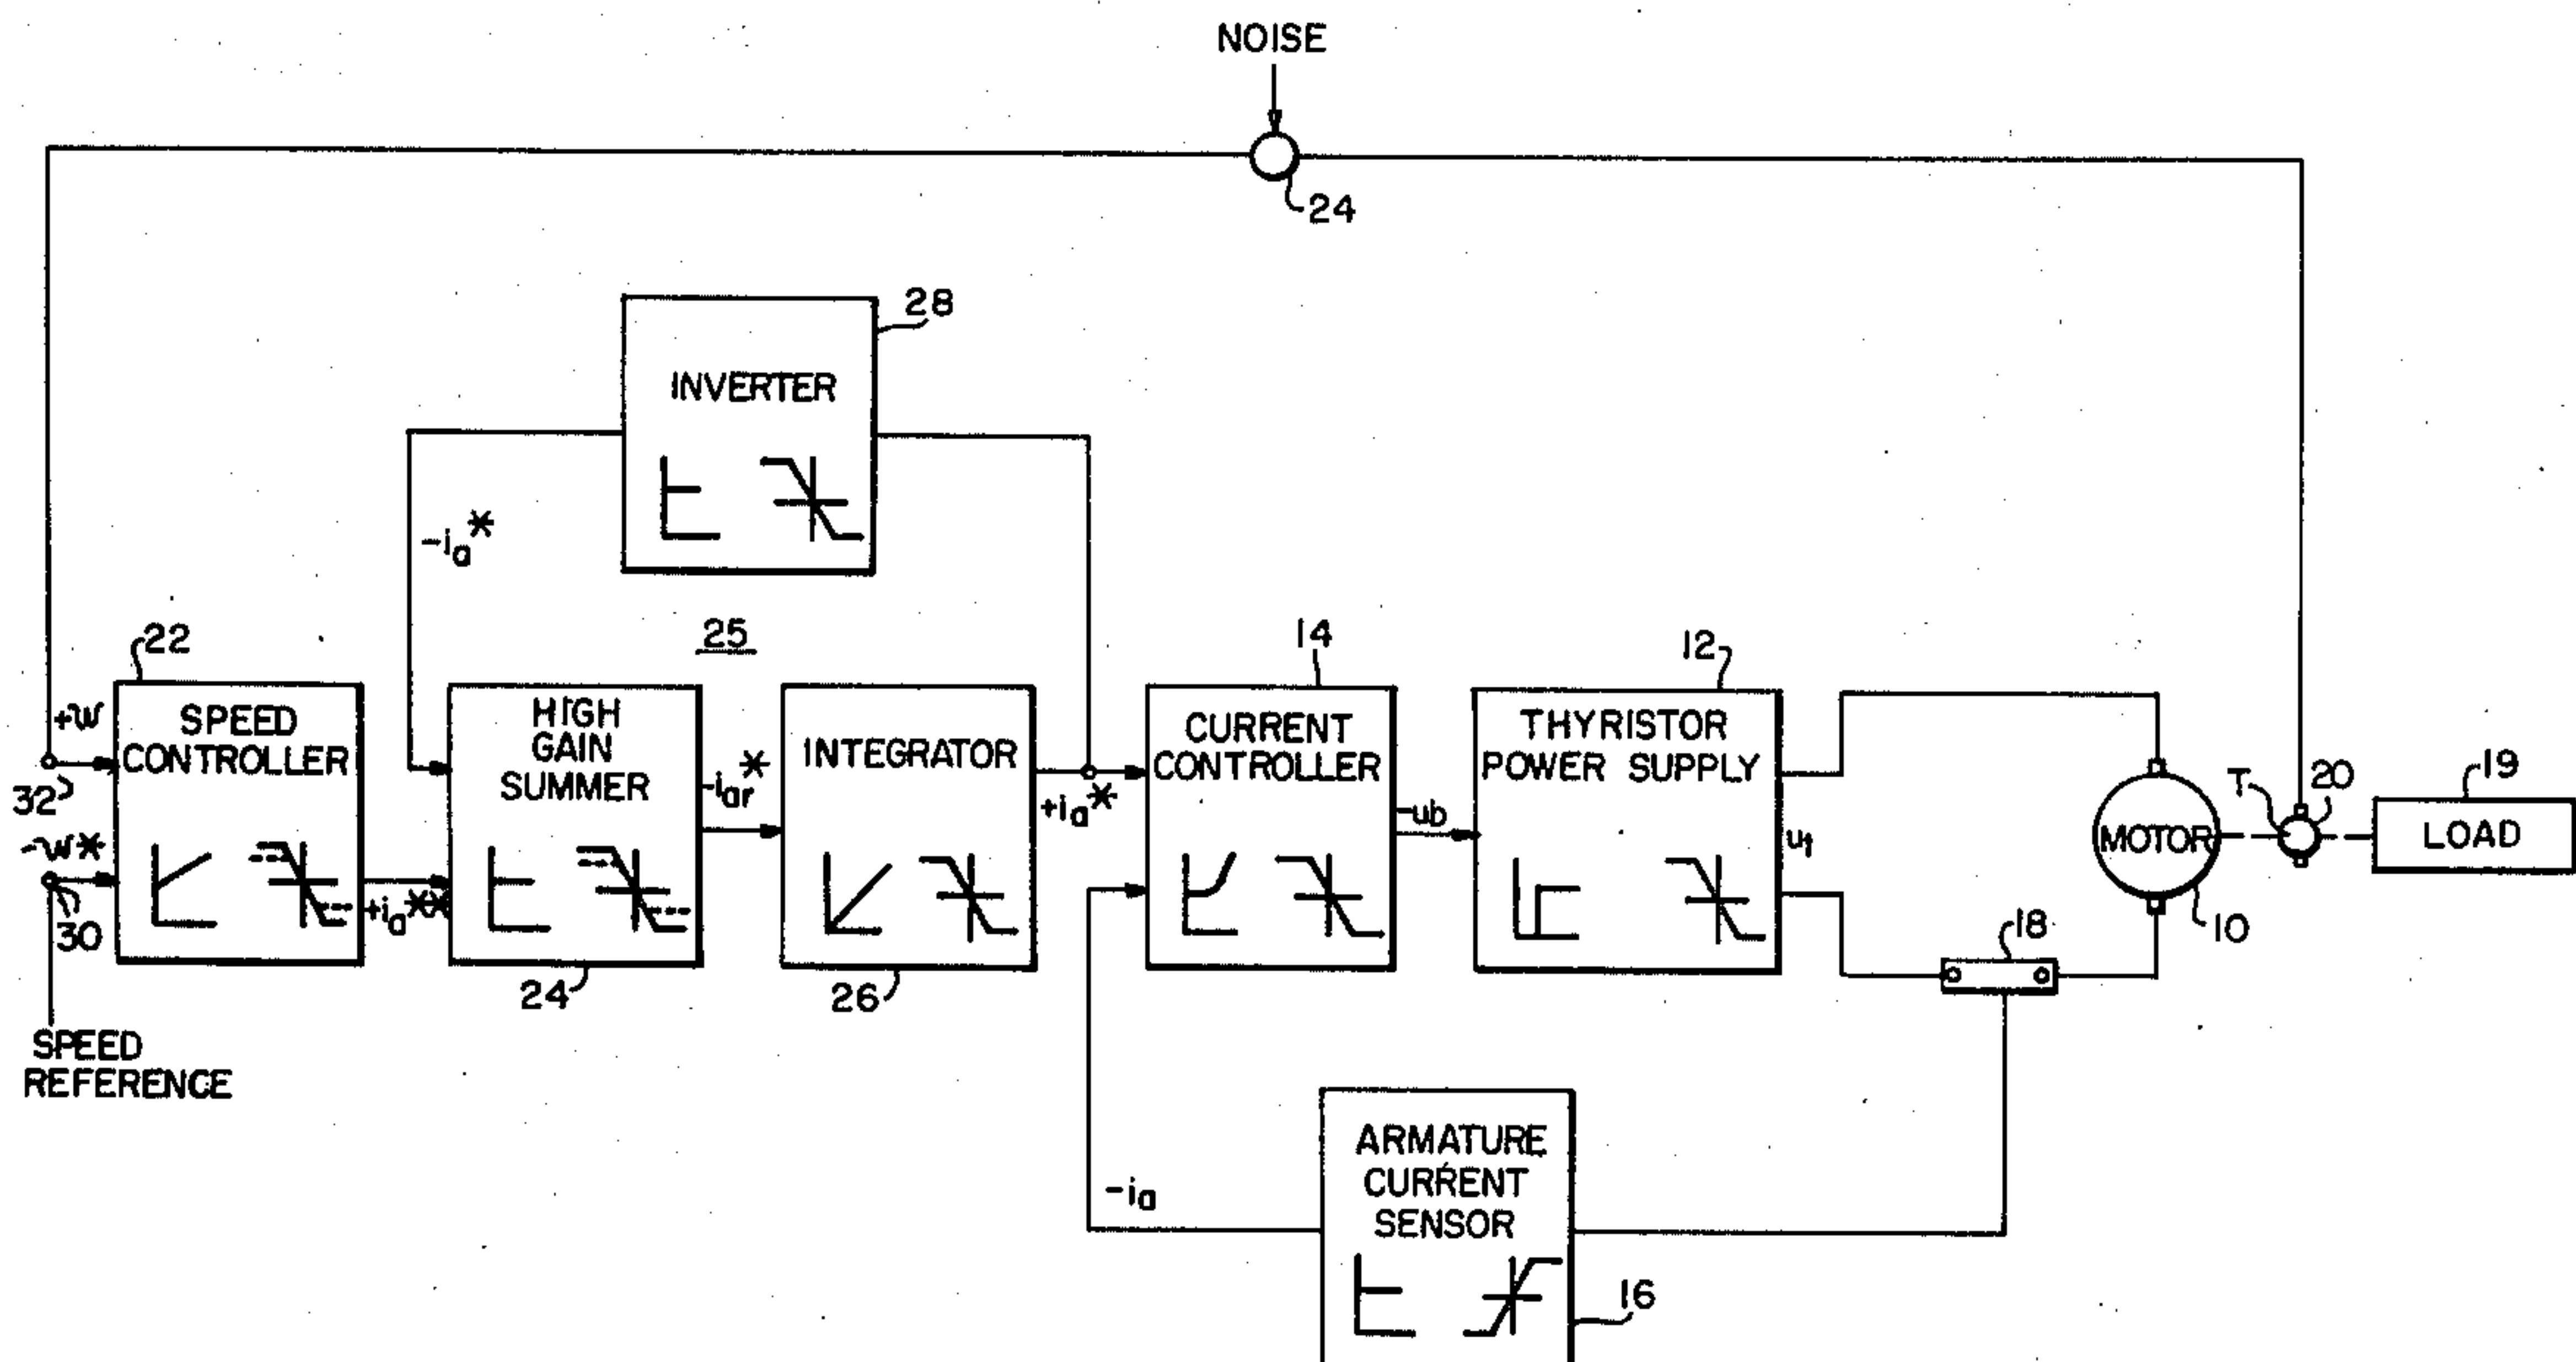 NOISE
24
28
INVERTER
-ia*
25
22
+W
SPEED
CONTROLLER
32
-W*
30
+ia**
SPEED
REFERENCE
HIGH
GAIN
SUMMER
24
-iar*
INTEGRATOR
26
+ia*
14
CURRENT
CONTROLLER
-ub
12
THYRISTOR
POWER SUPPLY
u1
MOTOR
10
T
20
19
LOAD
18
-ia
ARMATURE
CURRENT
SENSOR
16